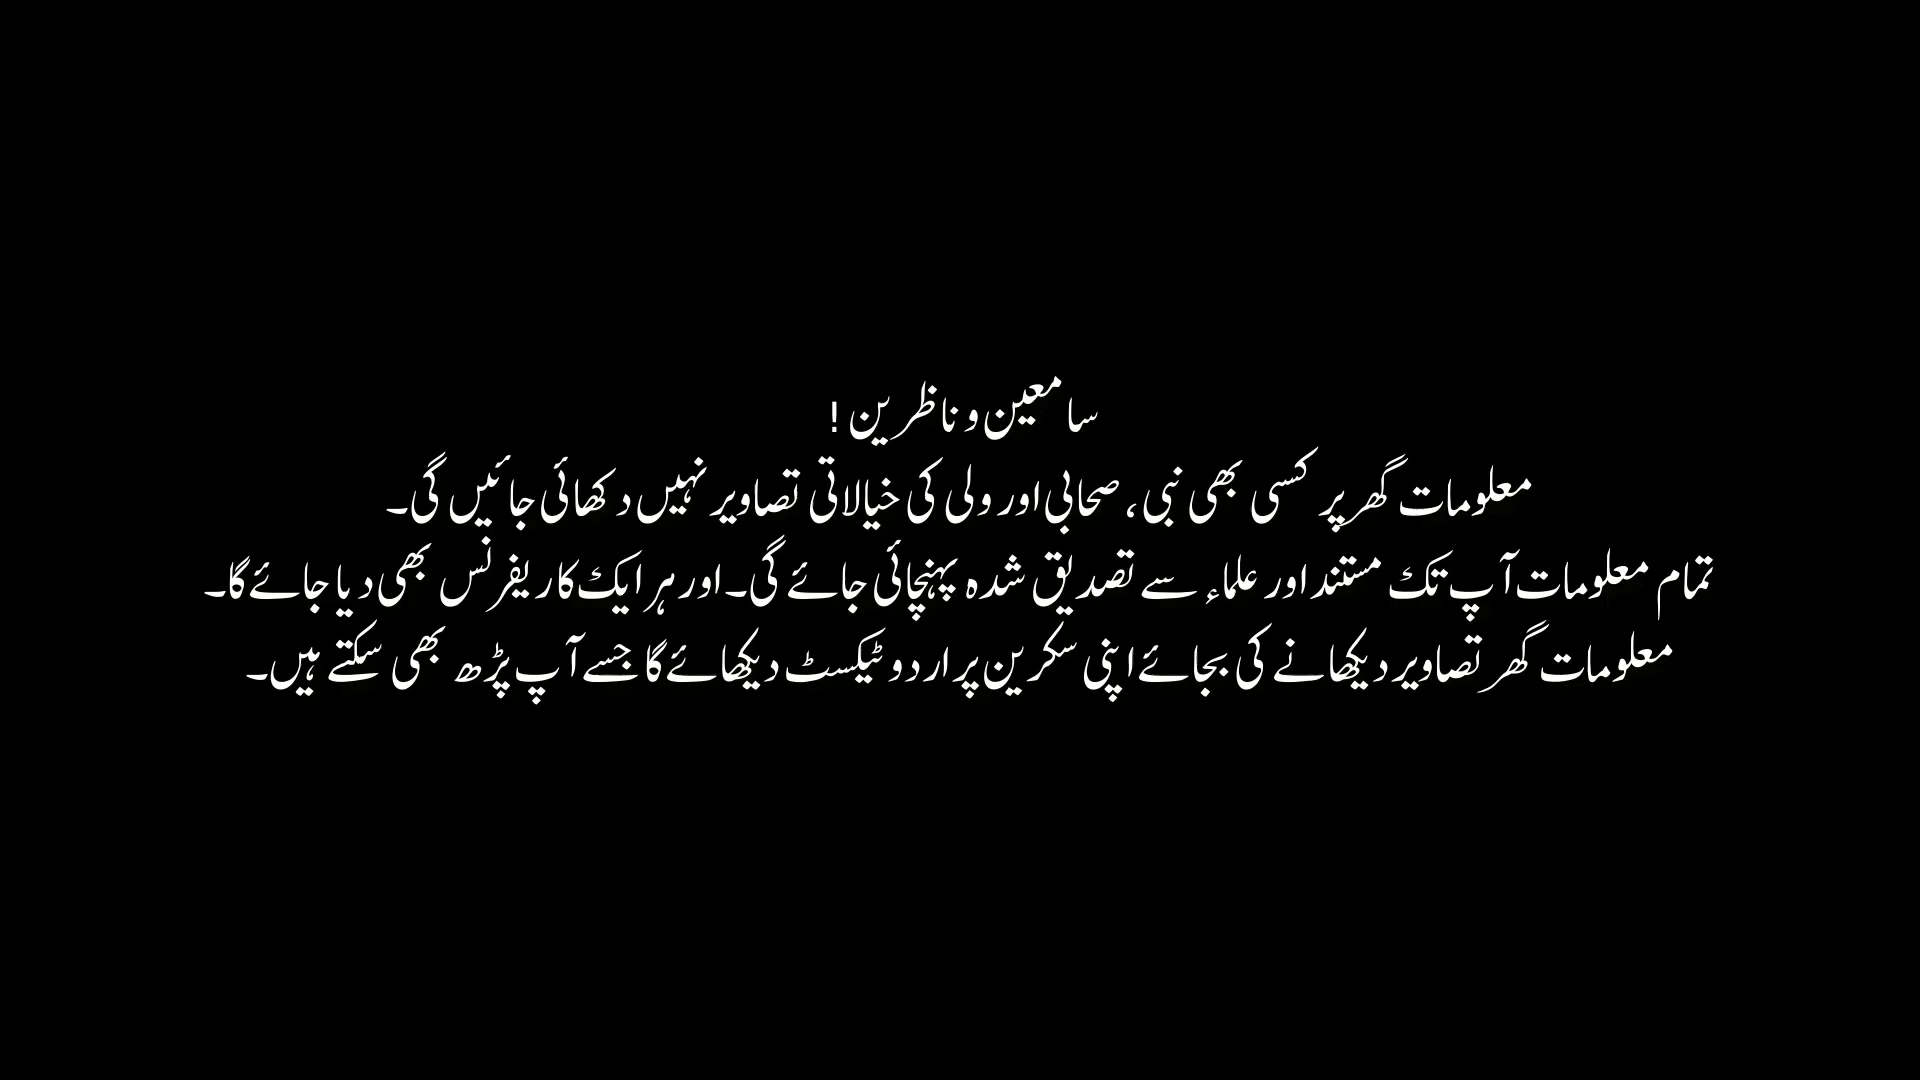 سامعین و ناظرین!
معلومات گھر پر کسی بھی نبی، صحابی اور ولی کی خیالاتی تصاویر نہیں دکھائی جائیں گی۔
تمام معلومات آپ تک مستند اور علماء سے تصدیق شدہ پہنچائی جائے گی۔ اور ہر ایک کا ریفرنس بھی دیا جائے گا۔
معلومات گھر تصاویر دیکھانے کی بجائے اپنی سکرین پر اردو ٹیکسٹ دیکھائے گا جسے آپ پڑھ بھی سکتے ہیں۔